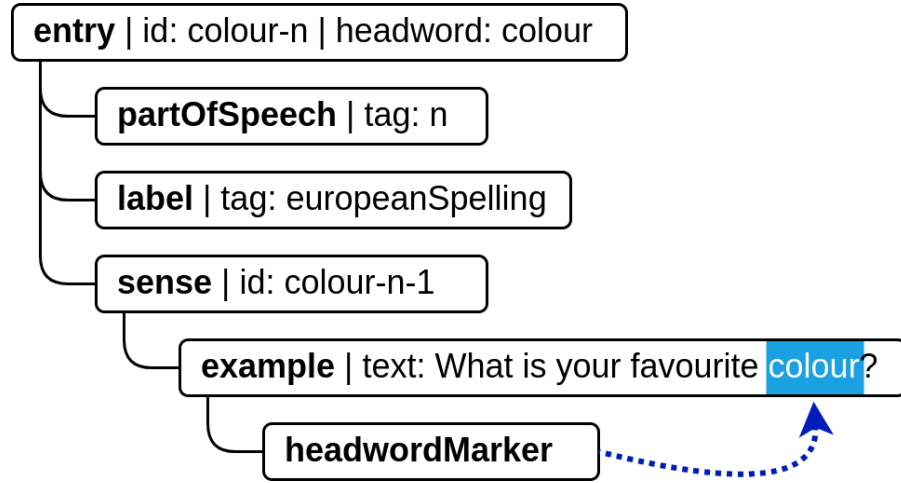 entry | id: colour-n | headword: colour
partOfSpeech | tag: n
label | tag: europeanSpelling
sense | id: colour-n-1
example | text: What is your favourite colour?
headwordMarker